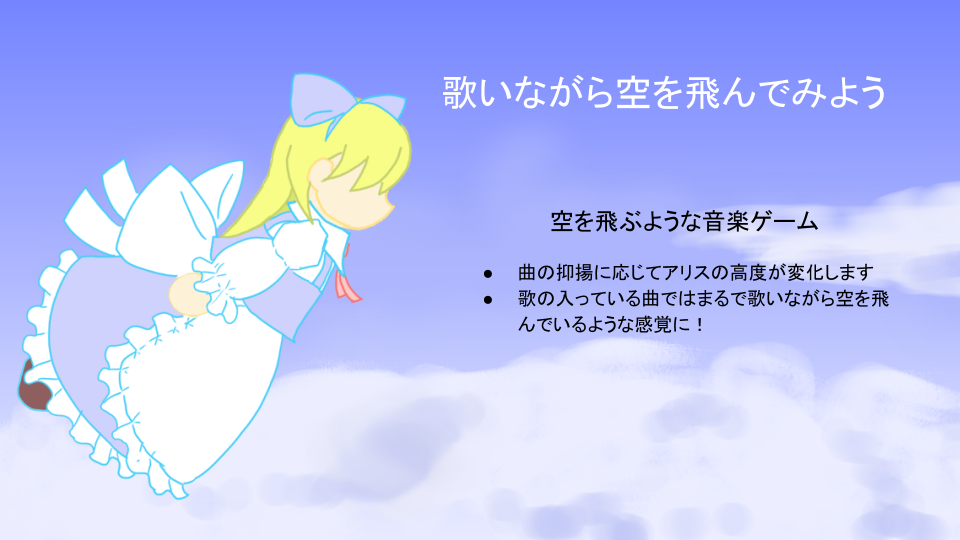 歌いながら空を飛んでみよう
空を飛ぶような音楽ゲーム
● 曲の抑揚に応じてアリスの高度が変化します
● 歌の入っている曲ではまるで歌いながら空を飛
んでいるような感覚に！